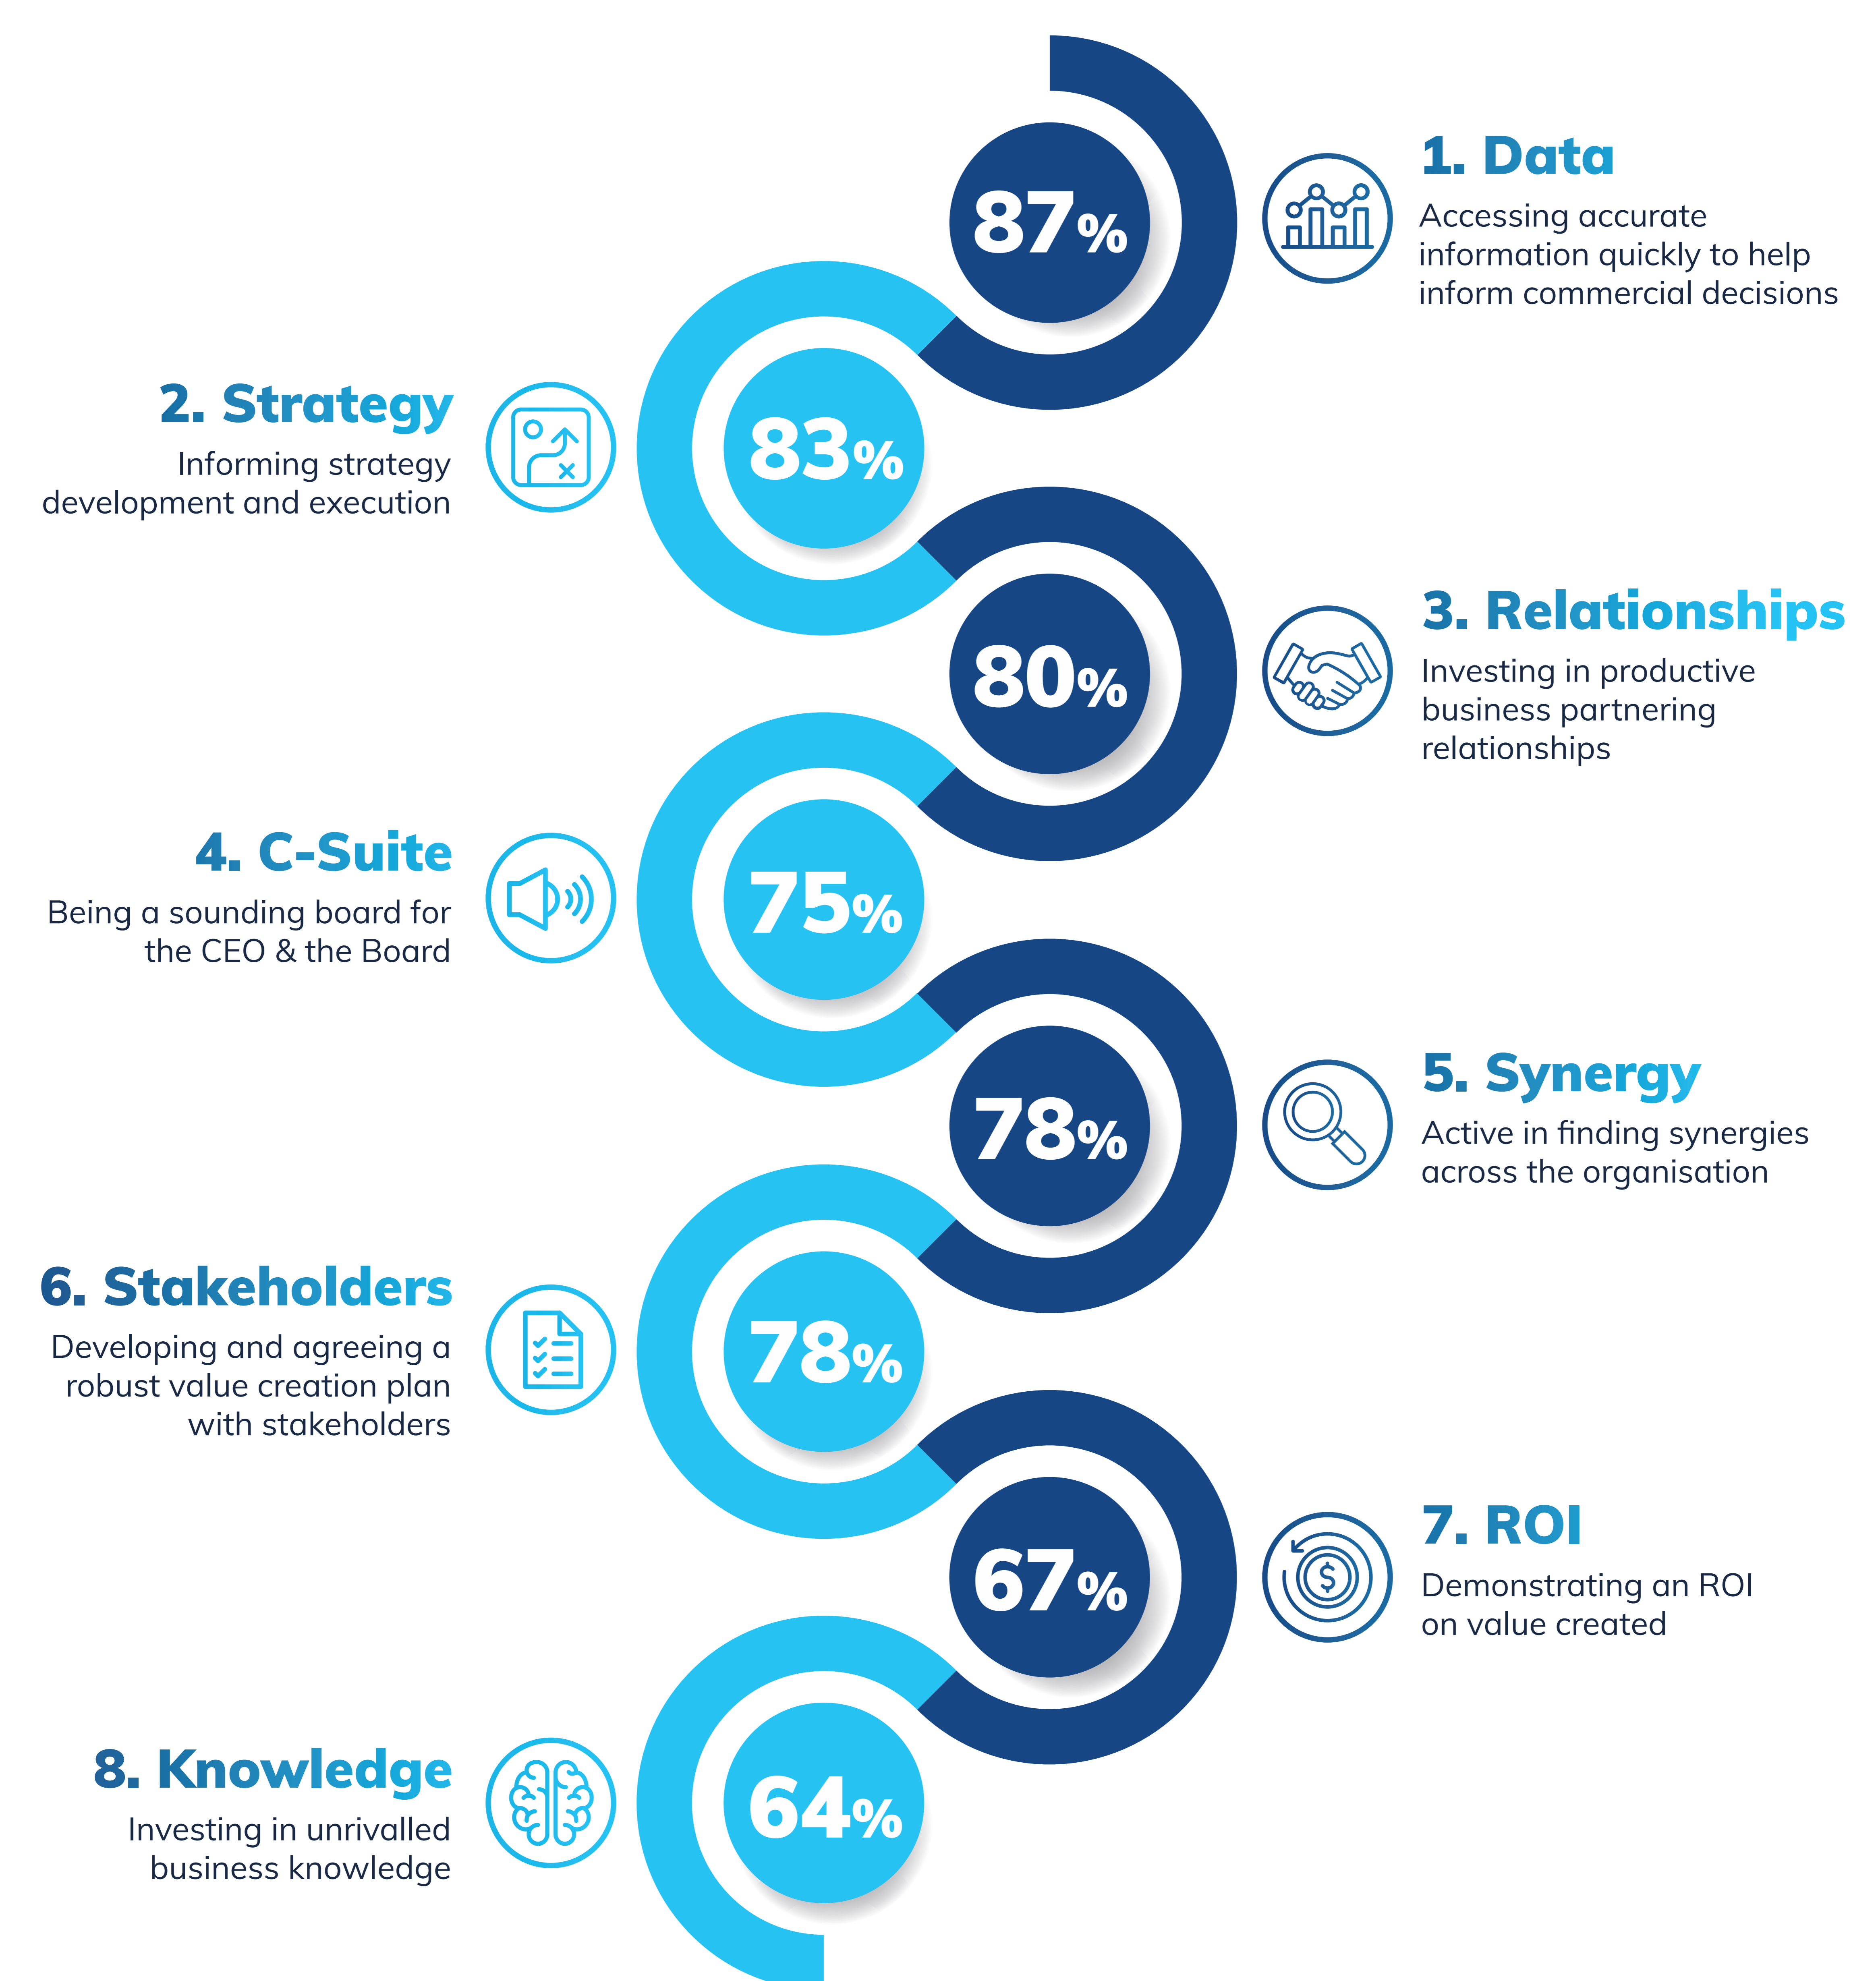 87%
1. Data
Accessing accurate
information quickly to help
inform commercial decisions
2. Strategy
Informing strategy
development and execution
83%
80%
3. Relationships
Investing in productive
business partnering
relationships
4. C-Suite
Being a sounding board for
the CEO & the Board
75%
78%
5. Synergy
Active in finding synergies
across the organisation
6. Stakeholders
Developing and agreeing a
robust value creation plan
with stakeholders
78%
67%
7. ROI
$
Demonstrating an ROI
on value created
8. Knowledge
Investing in unrivalled
business knowledge
64%